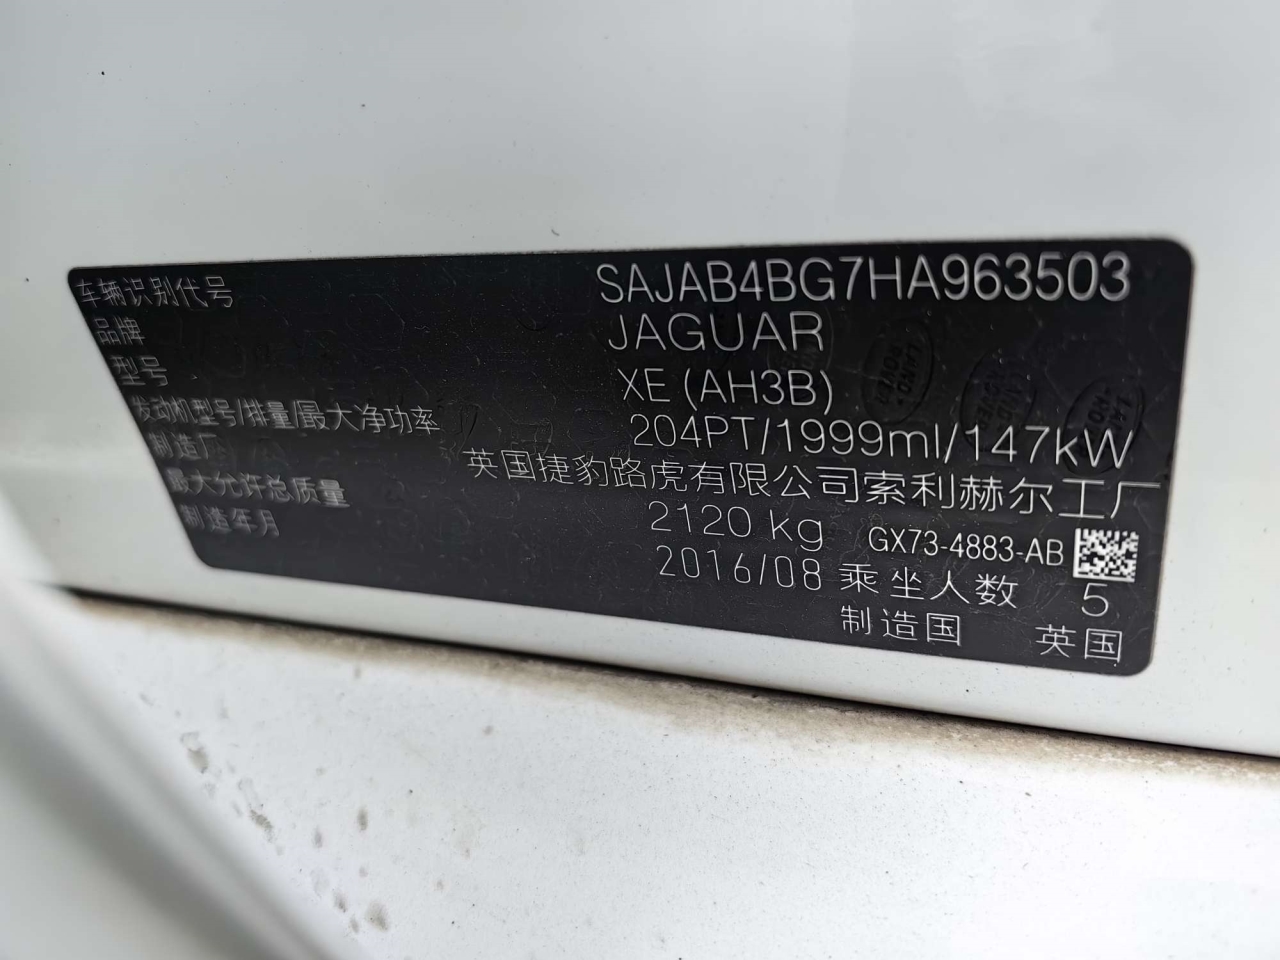 车辆识别代号 SAJAB4BG7HA963503
品牌 JAGUAR
型号 XE (AH3B)
发动机型号/排量/最大净功率 204PT/1999ml/147kW
制造厂 英国捷豹路虎有限公司索利赫尔工厂
最大允许总质量 2120 kg GX73-4883-AB
制造年月 2016/08 乘坐人数 5
制造国 英国
LAND ROVER